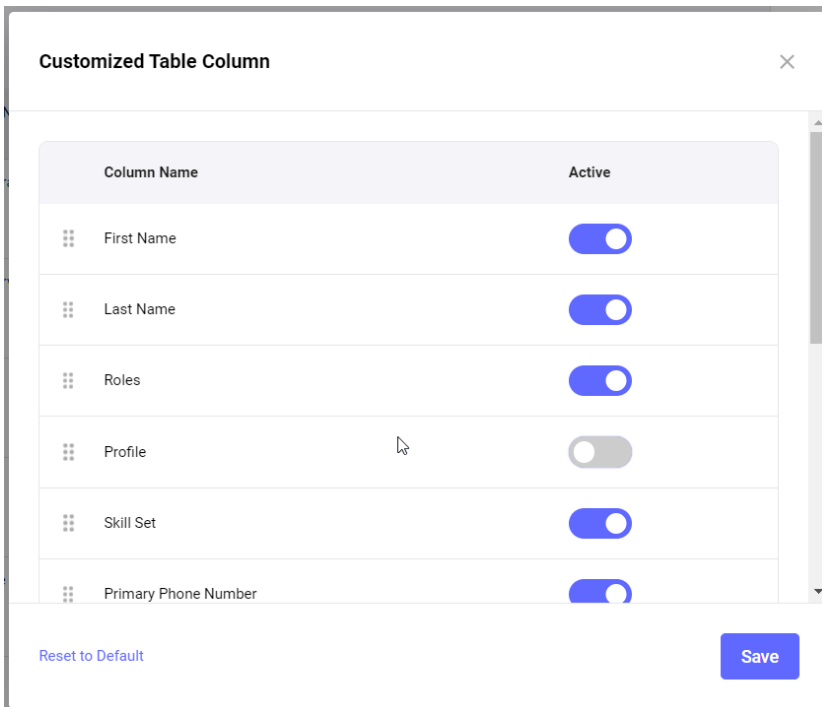 Customized Table Column
Column Name Active
First Name
Last Name
Roles
Profile
Skill Set
Primary Phone Number
Reset to Default Save